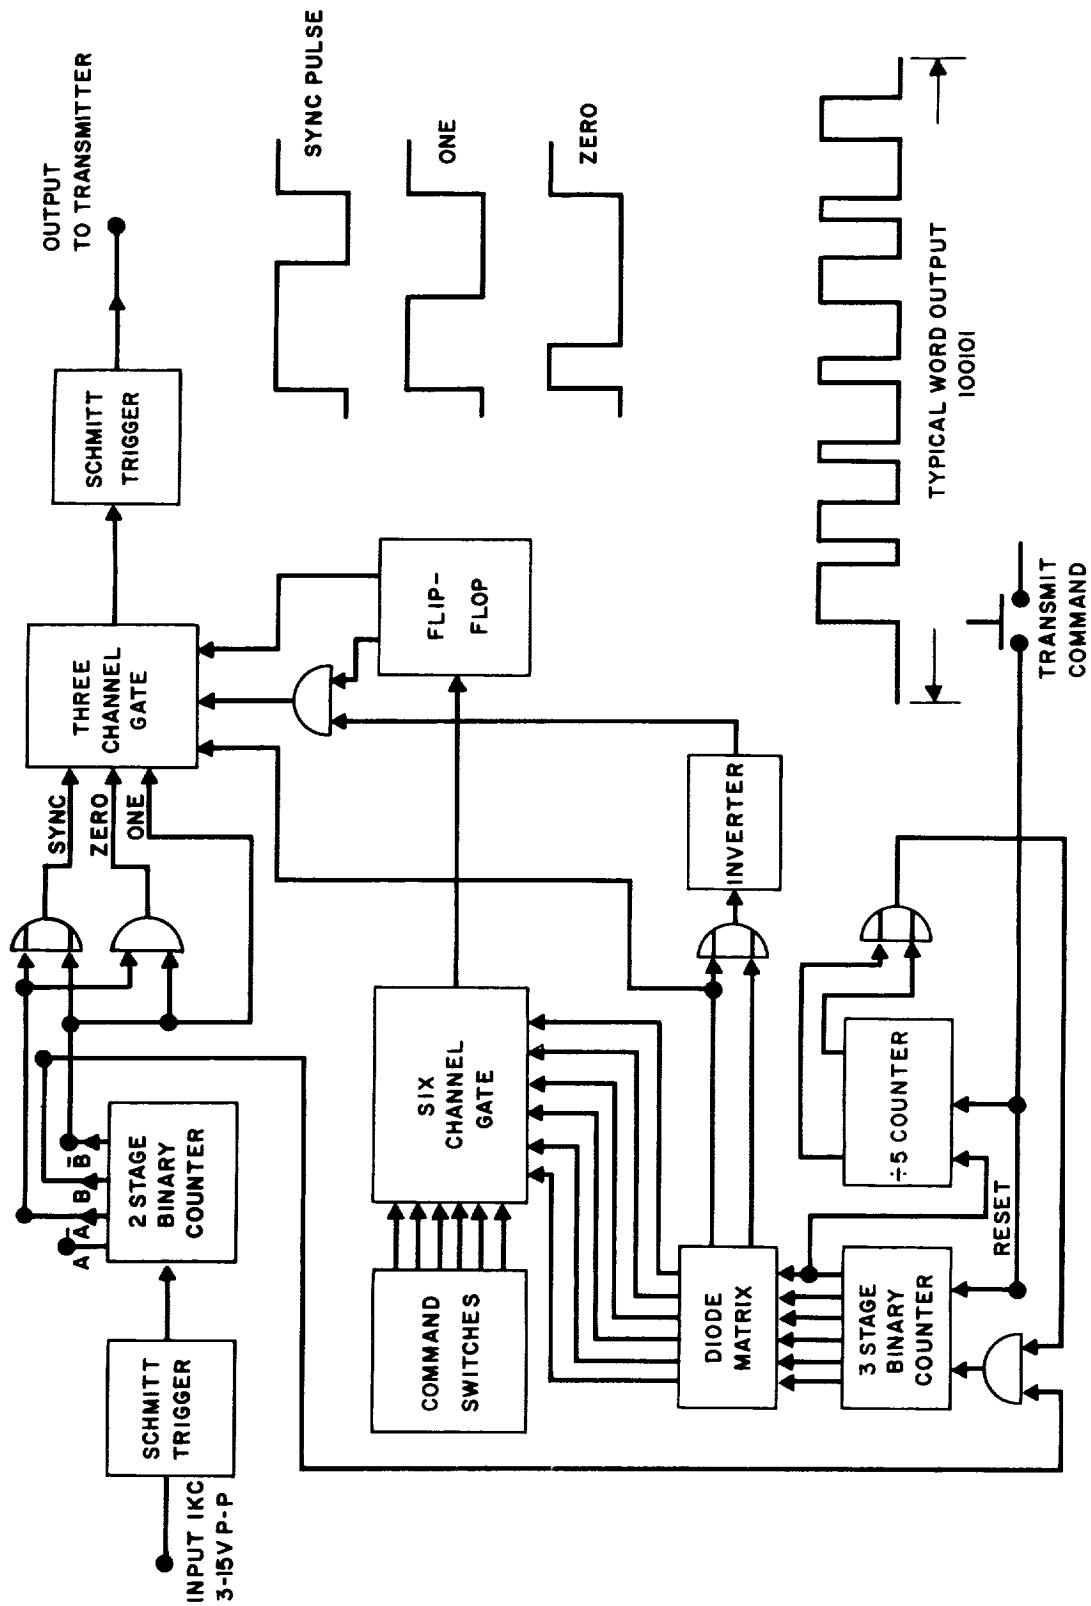 INPUT 1KC
3-15V P-P
SCHMITT
TRIGGER
A
A̅
B
B̅
2 STAGE
BINARY
COUNTER
SYNC
ZERO
ONE
THREE
CHANNEL
GATE
SCHMITT
TRIGGER
OUTPUT
TO TRANSMITTER
SYNC PULSE
ONE
ZERO
COMMAND
SWITCHES
SIX
CHANNEL
GATE
FLIP-
FLOP
DIODE
MATRIX
INVERTER
3 STAGE
BINARY
COUNTER
÷5 COUNTER
RESET
TRANSMIT
COMMAND
TYPICAL WORD OUTPUT
100101